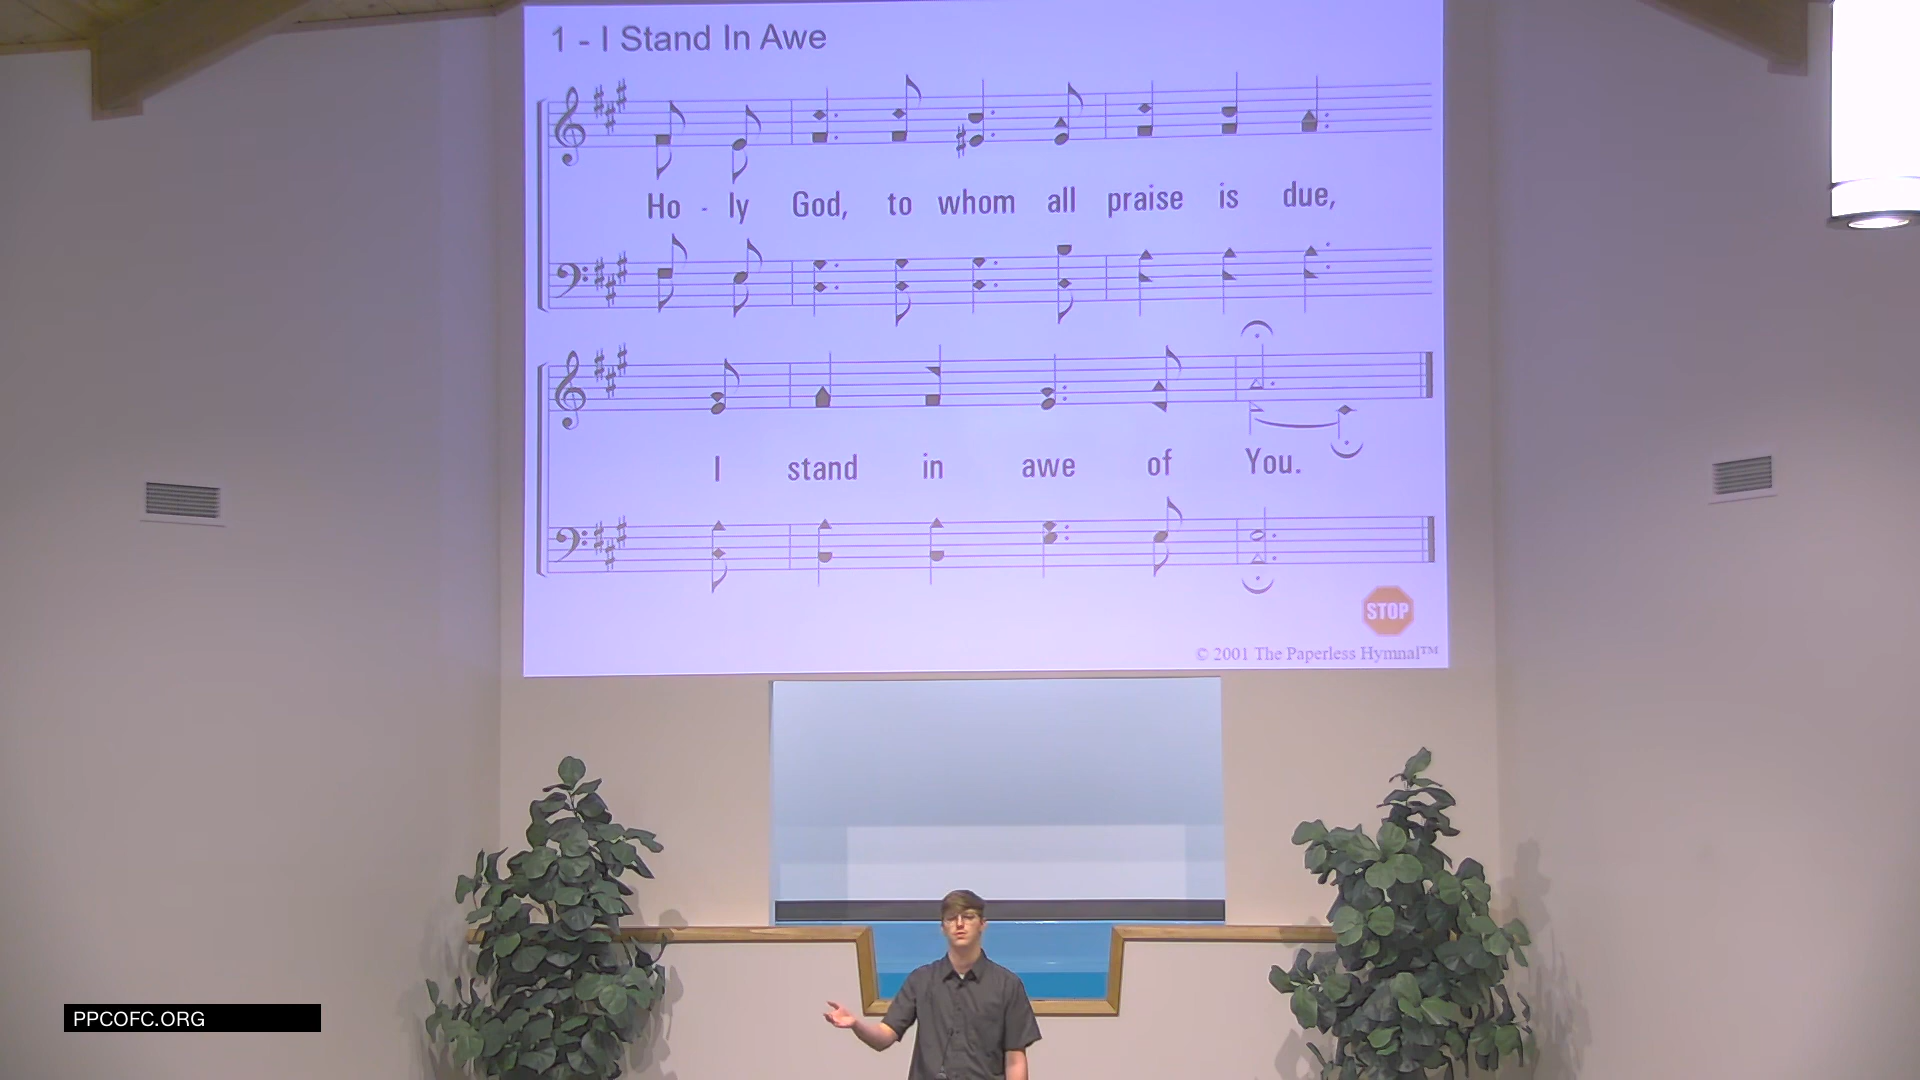 1 - I Stand In Awe
Ho - ly God, to whom all praise is due,
I stand in awe of You.
STOP
© 2001 The Paperless Hymnal™
PPCOFC.ORG